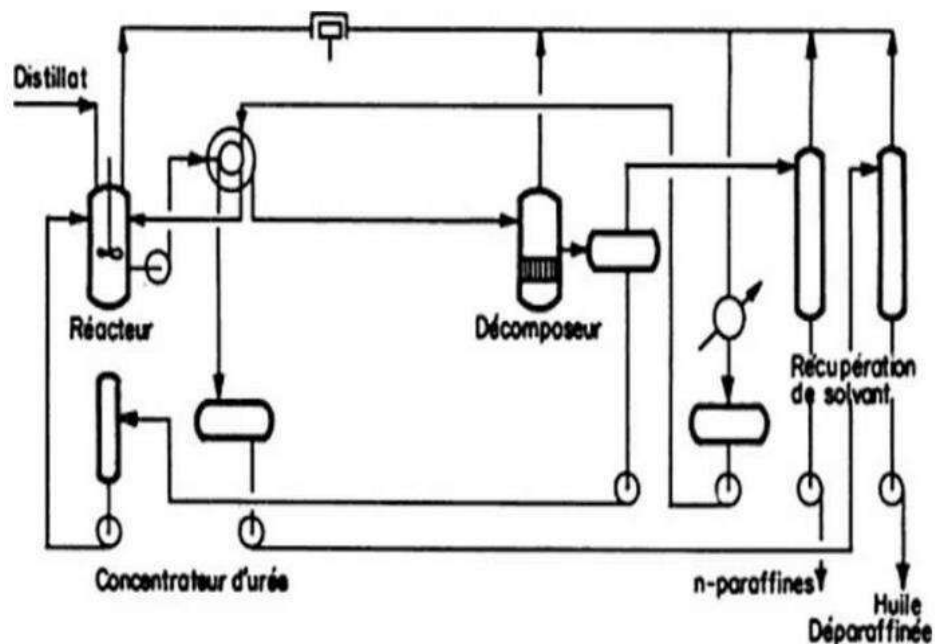 Distillat
Réacteur
Décomposeur
Récupération
de solvant
Concentrateur d'urée
n-paraffines
Huile
Déparaffinée